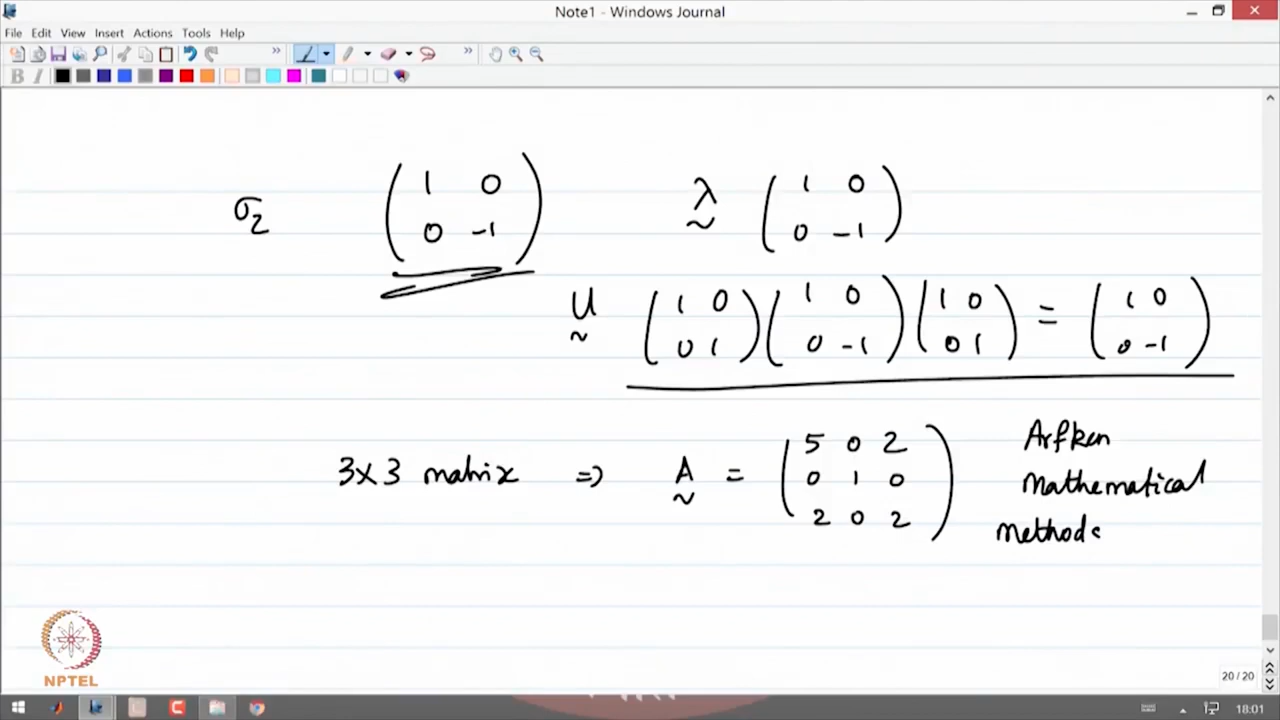 Note1 - Windows Journal
File Edit View Insert Actions Tools Help
σz ( 1 0 ; 0 -1 ) λ ( 1 0 ; 0 -1 )
U ( 1 0 ; 0 1 ) ( 1 0 ; 0 -1 ) ( 1 0 ; 0 1 ) = ( 1 0 ; 0 -1 )
3x3 matrix => A = ( 5 0 2 ; 0 1 0 ; 2 0 2 )
Arfken
Mathematical
Methods
NPTEL
20 / 20
18:01